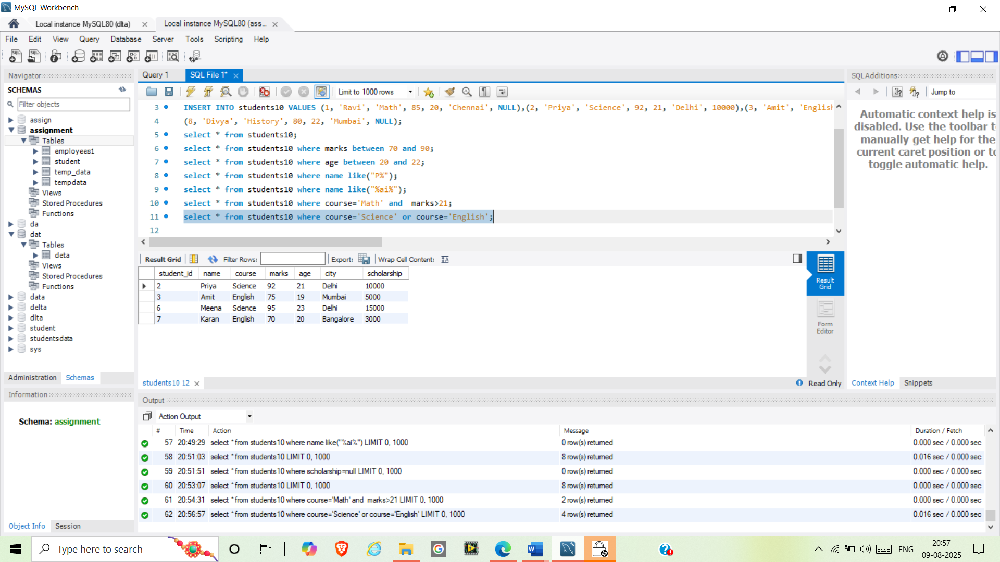 MySQL Workbench
Local instance MySQL80 (dlta)
Local instance MySQL80 (ass...
File Edit View Query Database Server Tools Scripting Help
Navigator
SCHEMAS
Filter objects
assign
assignment
Tables
employees1
student
temp_data
tempdata
Views
Stored Procedures
Functions
da
dat
Tables
deta
Views
Stored Procedures
Functions
data
delta
dlta
student
studentsdata
sys
Administration Schemas
Information
Schema: assignment
Object Info Session
Query 1 SQL File 1*
Limit to 1000 rows
3 INSERT INTO students10 VALUES (1, 'Ravi', 'Math', 85, 20, 'Chennai', NULL),(2, 'Priya', 'Science', 92, 21, 'Delhi', 10000),(3, 'Amit', 'English
4 (8, 'Divya', 'History', 80, 22, 'Mumbai', NULL);
5 select * from students10;
6 select * from students10 where marks between 70 and 90;
7 select * from students10 where age between 20 and 22;
8 select * from students10 where name like("P%");
9 select * from students10 where name like("%ai%");
10 select * from students10 where course='Math' and  marks>21;
11 select * from students10 where course='Science' or course='English';
12
Result Grid Filter Rows: Export: Wrap Cell Content:
student_id name course marks age city scholarship
2 Priya Science 92 21 Delhi 10000
3 Amit English 75 19 Mumbai 5000
6 Meena Science 95 23 Delhi 15000
7 Karan English 70 20 Bangalore 3000
Result
Grid
Form
Editor
students10 12
Read Only
SQLAdditions
Jump to
Automatic context help is
disabled. Use the toolbar t
manually get help for the
current caret position or to
toggle automatic help.
Context Help Snippets
Output
Action Output
# Time Action Message Duration / Fetch
57 20:49:29 select * from students10 where name like("%ai%") LIMIT 0, 1000 0 row(s) returned 0.000 sec / 0.000 sec
58 20:51:03 select * from students10 LIMIT 0, 1000 8 row(s) returned 0.016 sec / 0.000 sec
59 20:51:51 select * from students10 where scholarship=null LIMIT 0, 1000 0 row(s) returned 0.000 sec / 0.000 sec
60 20:53:07 select * from students10 LIMIT 0, 1000 8 row(s) returned 0.000 sec / 0.000 sec
61 20:54:31 select * from students10 where course='Math' and  marks>21 LIMIT 0, 1000 2 row(s) returned 0.000 sec / 0.000 sec
62 20:56:57 select * from students10 where course='Science' or course='English' LIMIT 0, 1000 4 row(s) returned 0.016 sec / 0.000 sec
Type here to search
ENG
20:57
09-08-2025